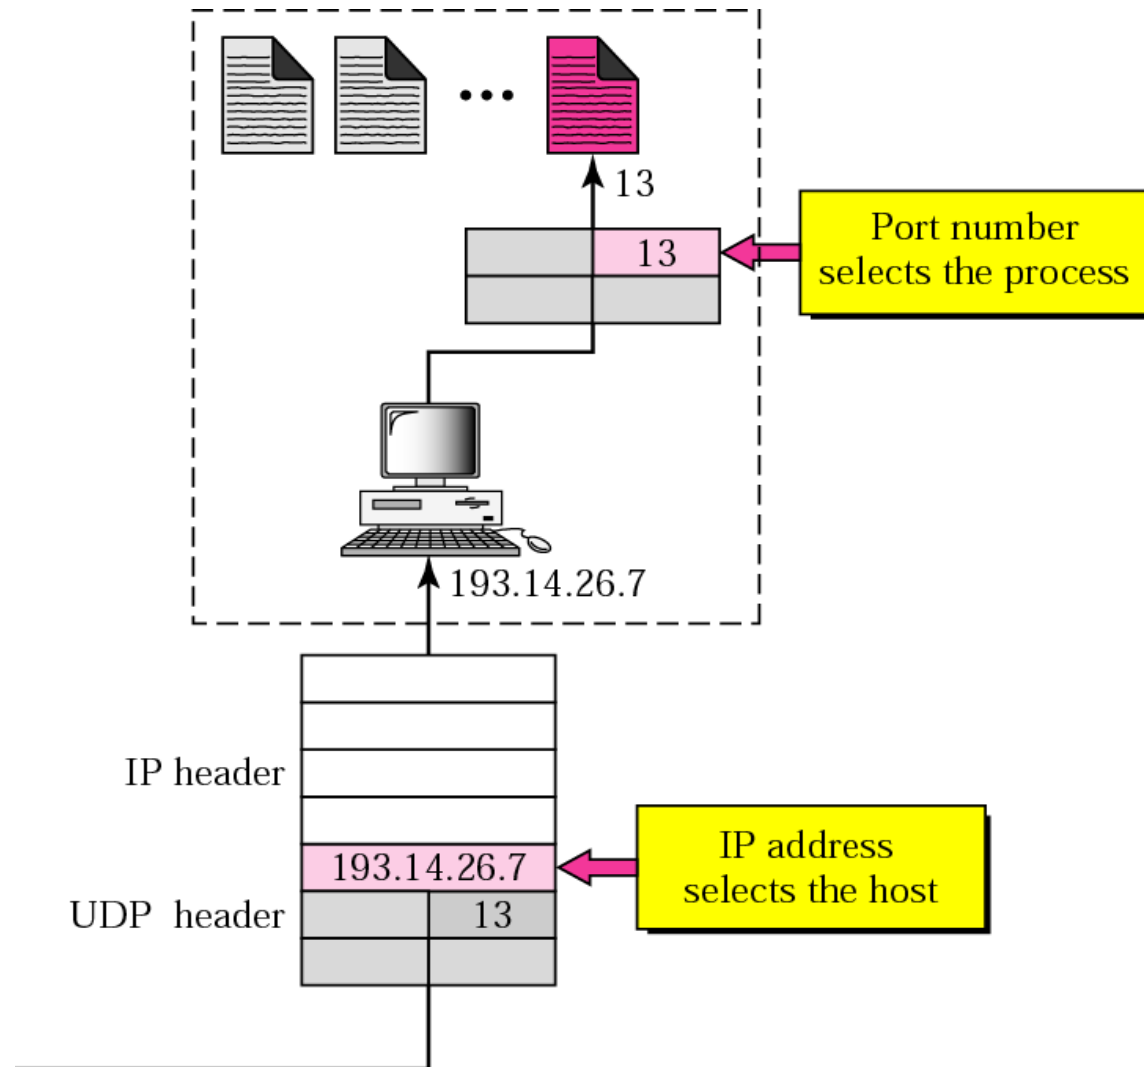 13
13
Port number
selects the process
193.14.26.7
IP header
193.14.26.7
IP address
selects the host
UDP header
13